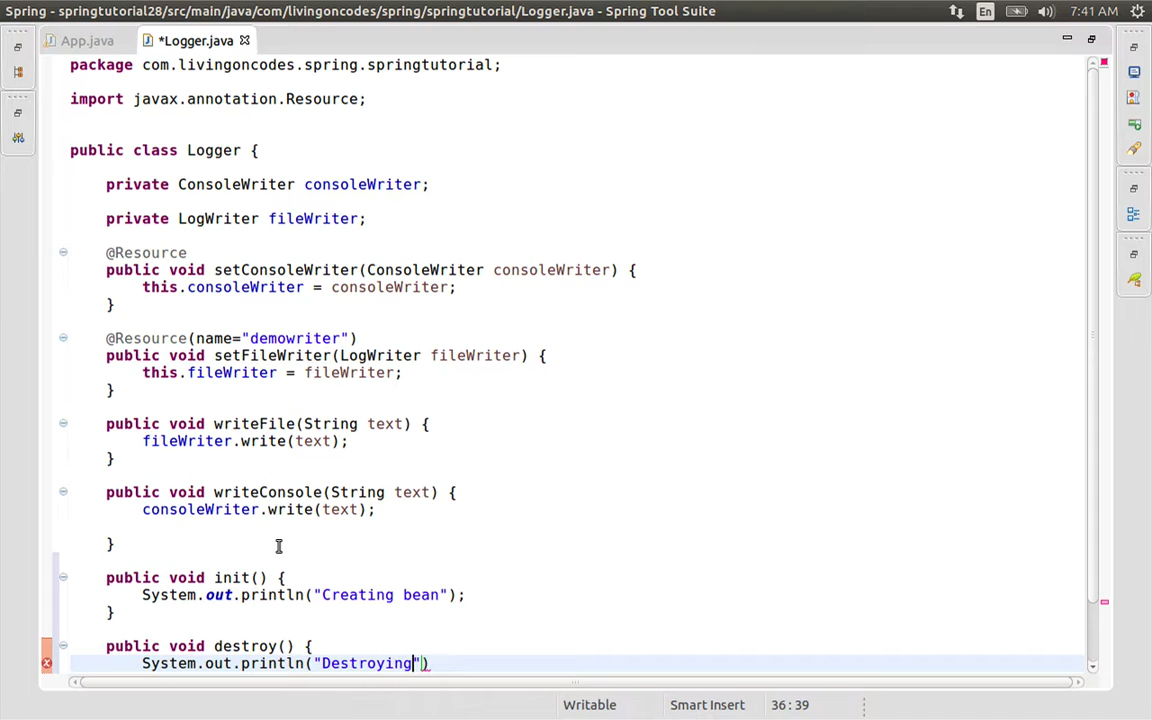 Spring - springtutorial28/src/main/java/com/livingoncodes/spring/springtutorial/Logger.java - Spring Tool Suite
En
7:41 AM
App.java
*Logger.java
package com.livingoncodes.spring.springtutorial;
import javax.annotation.Resource;
public class Logger {
private ConsoleWriter consoleWriter;
private LogWriter fileWriter;
@Resource
public void setConsoleWriter(ConsoleWriter consoleWriter) {
this.consoleWriter = consoleWriter;
}
@Resource(name="demowriter")
public void setFileWriter(LogWriter fileWriter) {
this.fileWriter = fileWriter;
}
public void writeFile(String text) {
fileWriter.write(text);
}
public void writeConsole(String text) {
consoleWriter.write(text);
}
public void init() {
System.out.println("Creating bean");
}
public void destroy() {
System.out.println("Destroying")
Writable
Smart Insert
36 : 39